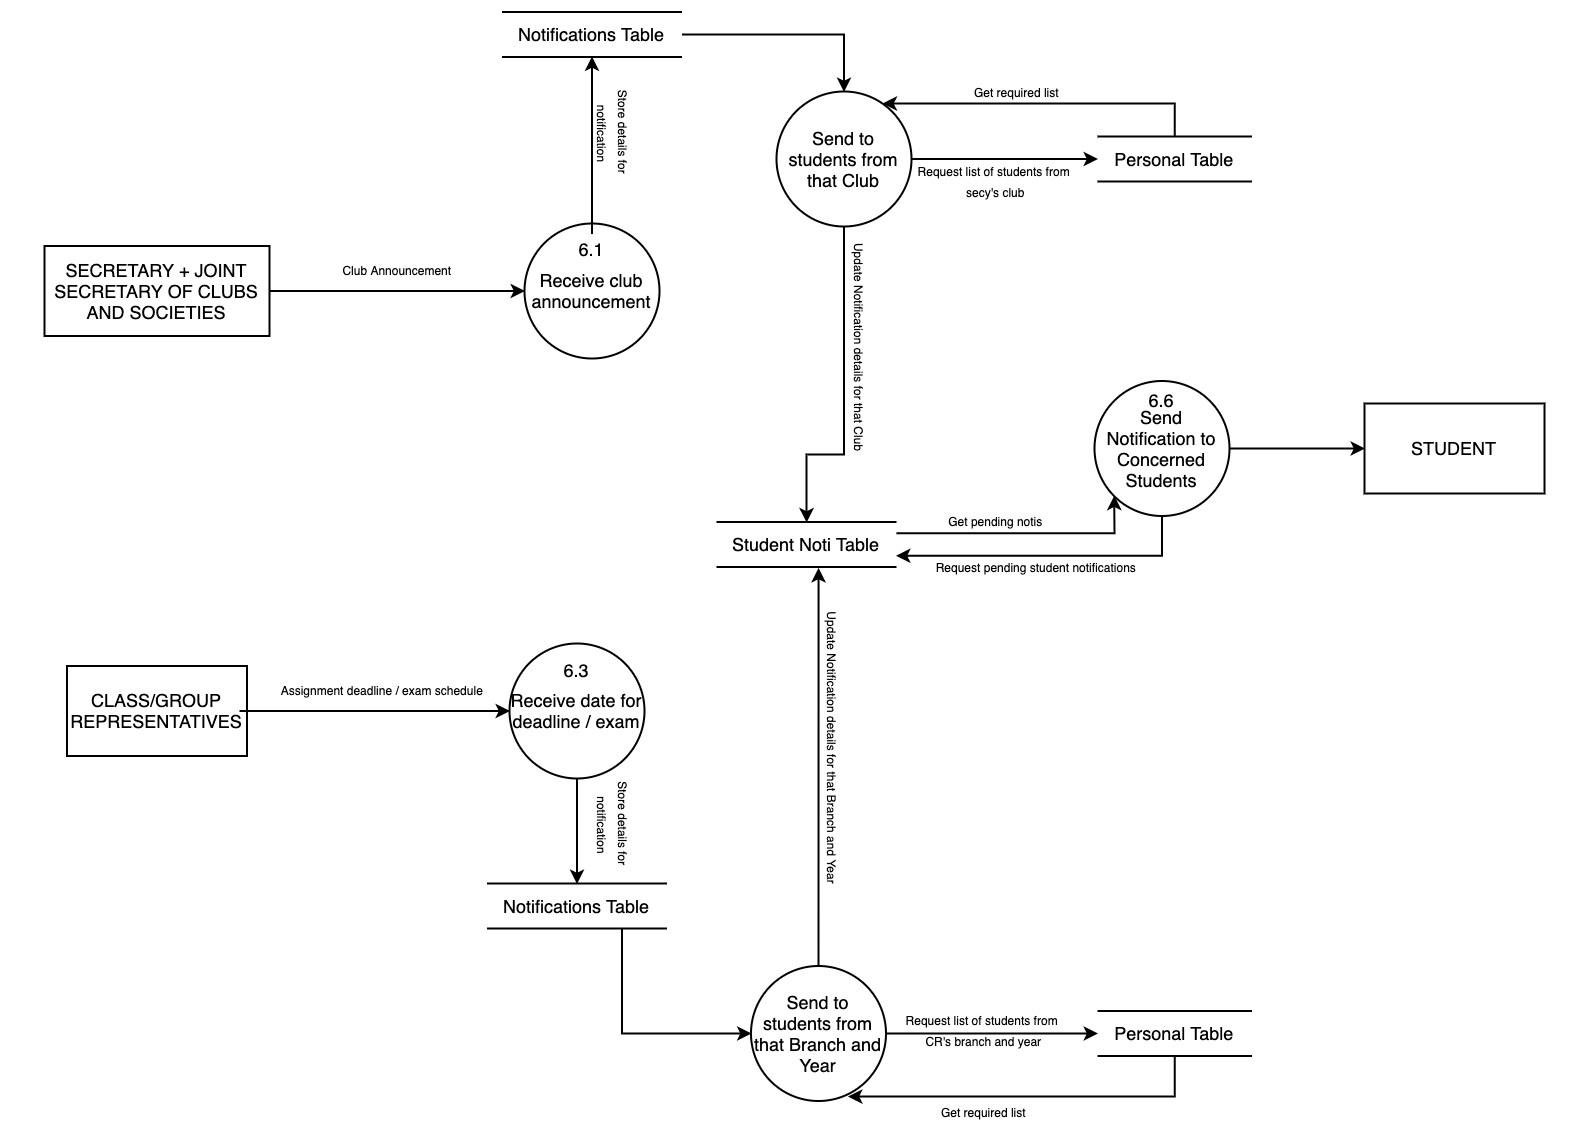 Notifications Table
Store details for
notification
Get required list
Send to
students from
that Club
Personal Table
Request list of students from
secy's club
6.1
Receive club
announcement
SECRETARY + JOINT
SECRETARY OF CLUBS
AND SOCIETIES
Club Announcement
Update Notification details for that Club
6.6
Send
Notification to
Concerned
Students
STUDENT
Get pending notis
Student Noti Table
Request pending student notifications
6.3
Receive date for
deadline / exam
CLASS/GROUP
REPRESENTATIVES
Assignment deadline / exam schedule
Update Notification details for that Branch and Year
Store details for
notification
Notifications Table
Send to
students from
that Branch and
Year
Request list of students from
CR's branch and year
Personal Table
Get required list